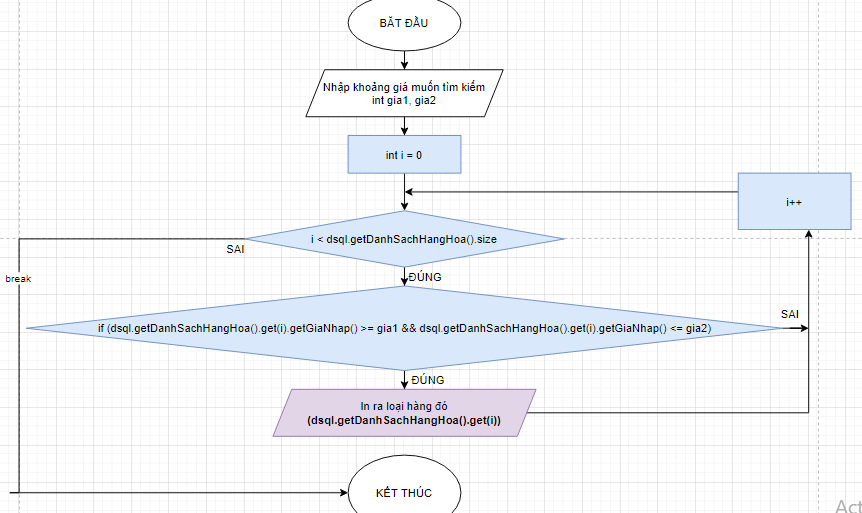 BẮT ĐẦU
Nhập khoảng giá muốn tìm kiếm
int gia1, gia2
int i = 0
i++
i < dsql.getDanhSachHangHoa().size
SAI
ĐÚNG
break
if (dsql.getDanhSachHangHoa().get(i).getGiaNhap() >= gia1 && dsql.getDanhSachHangHoa().get(i).getGiaNhap() <= gia2)
SAI
ĐÚNG
In ra loại hàng đó
(dsql.getDanhSachHangHoa().get(i))
KẾT THÚC
Act